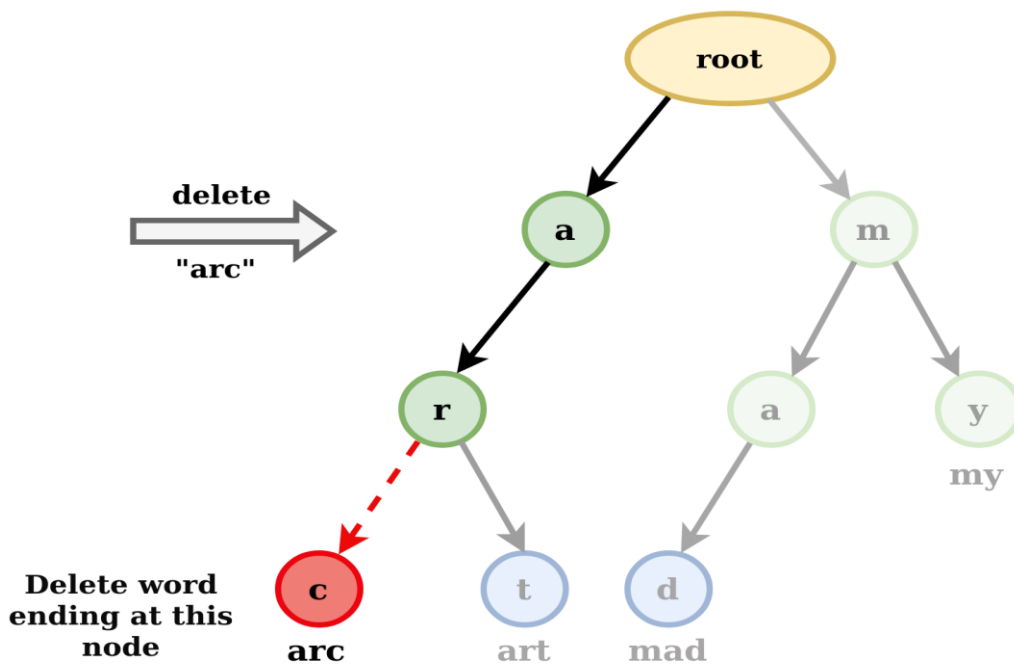 root
delete
"arc"
a
m
r
a
y
my
c
t
d
Delete word
ending at this
node
arc
art
mad